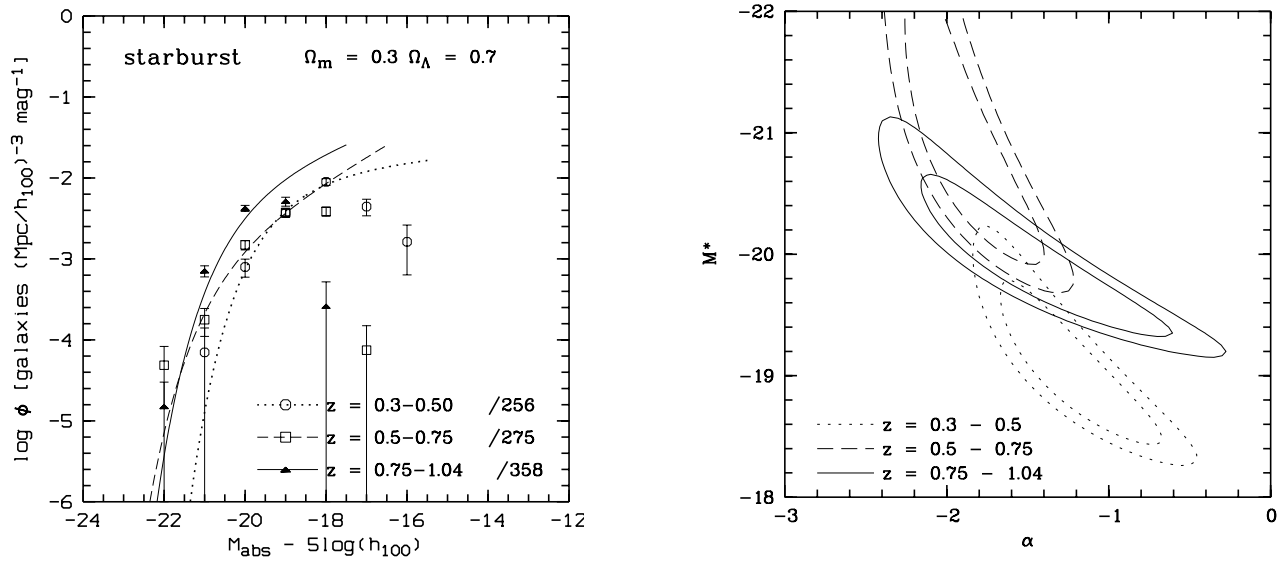 starburst Ωm = 0.3 ΩΛ = 0.7
log ϕ [galaxies (Mpc/h100)−3 mag−1]
0
−1
−2
−3
−4
−5
−6
z = 0.3−0.50 /256
z = 0.5−0.75 /275
z = 0.75−1.04 /358
−24 −22 −20 −18 −16 −14 −12
Mabs − 5log(h100)
M*
−22
−21
−20
−19
−18
z = 0.3 − 0.5
z = 0.5 − 0.75
z = 0.75 − 1.04
−3 −2 −1 0
α